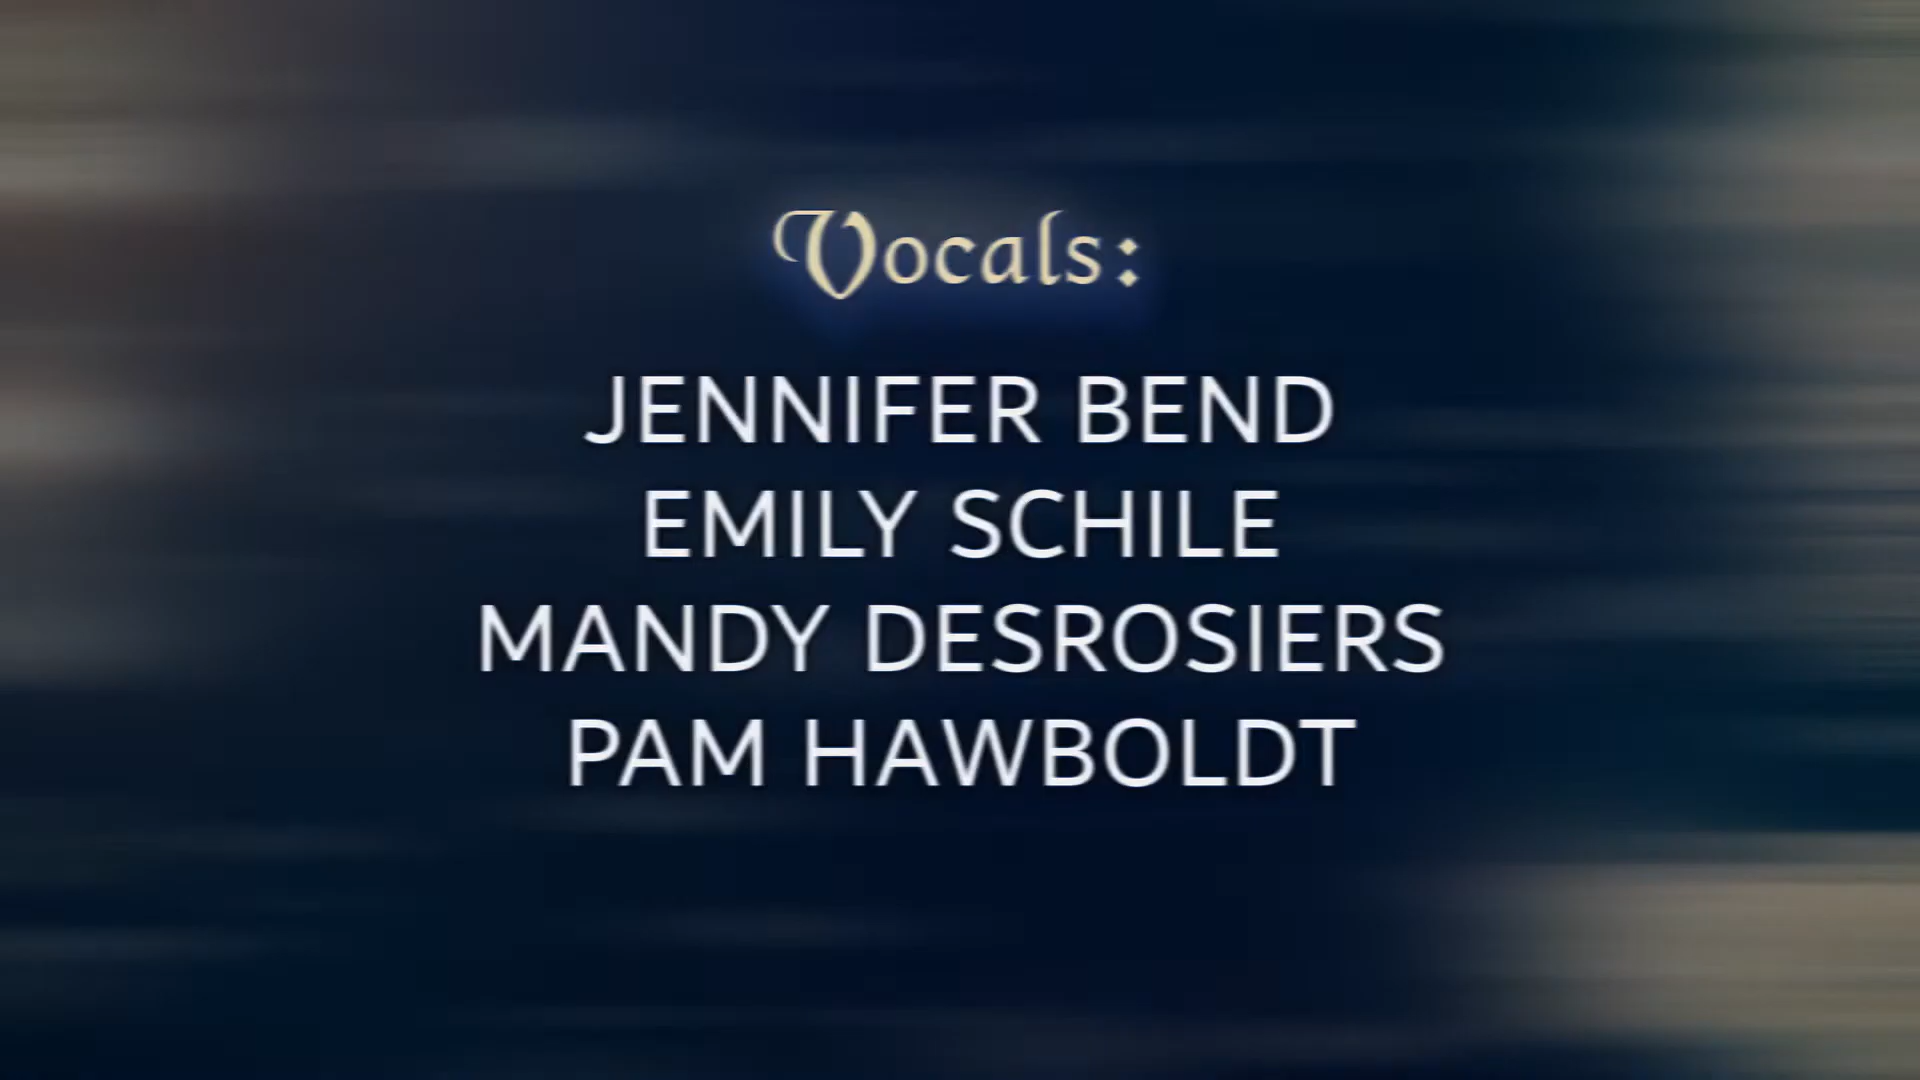 Vocals:
JENNIFER BEND
EMILY SCHILE
MANDY DESROSIERS
PAM HAWBOLDT